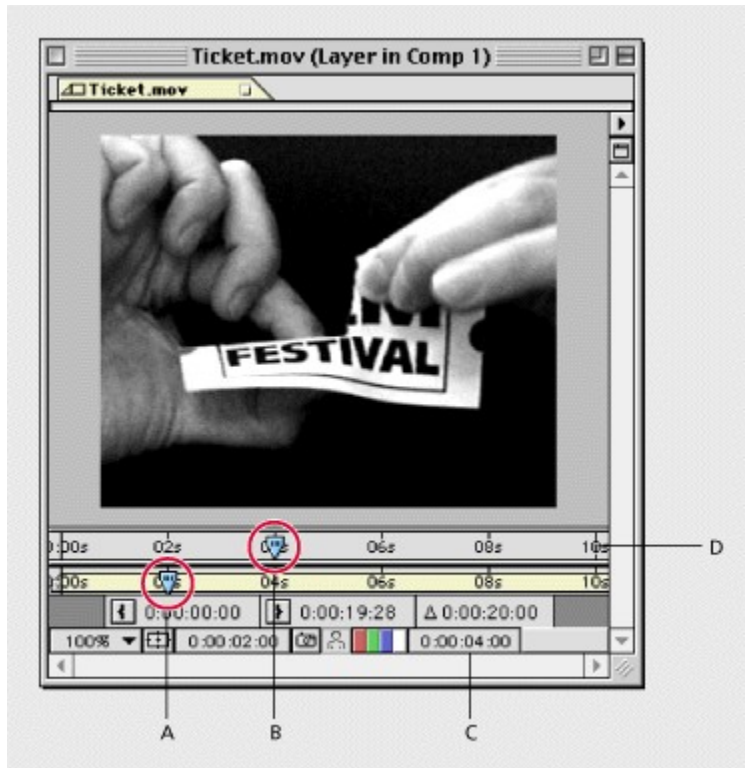 Ticket.mov (Layer in Comp 1)
Ticket.mov
FESTIVAL
02s 06s 08s 10s
D
00s 04s 06s 08s 10s
0:00:00:00 0:00:19:28 Δ 0:00:20:00
100% 0:00:02:00 0:00:04:00
A B C